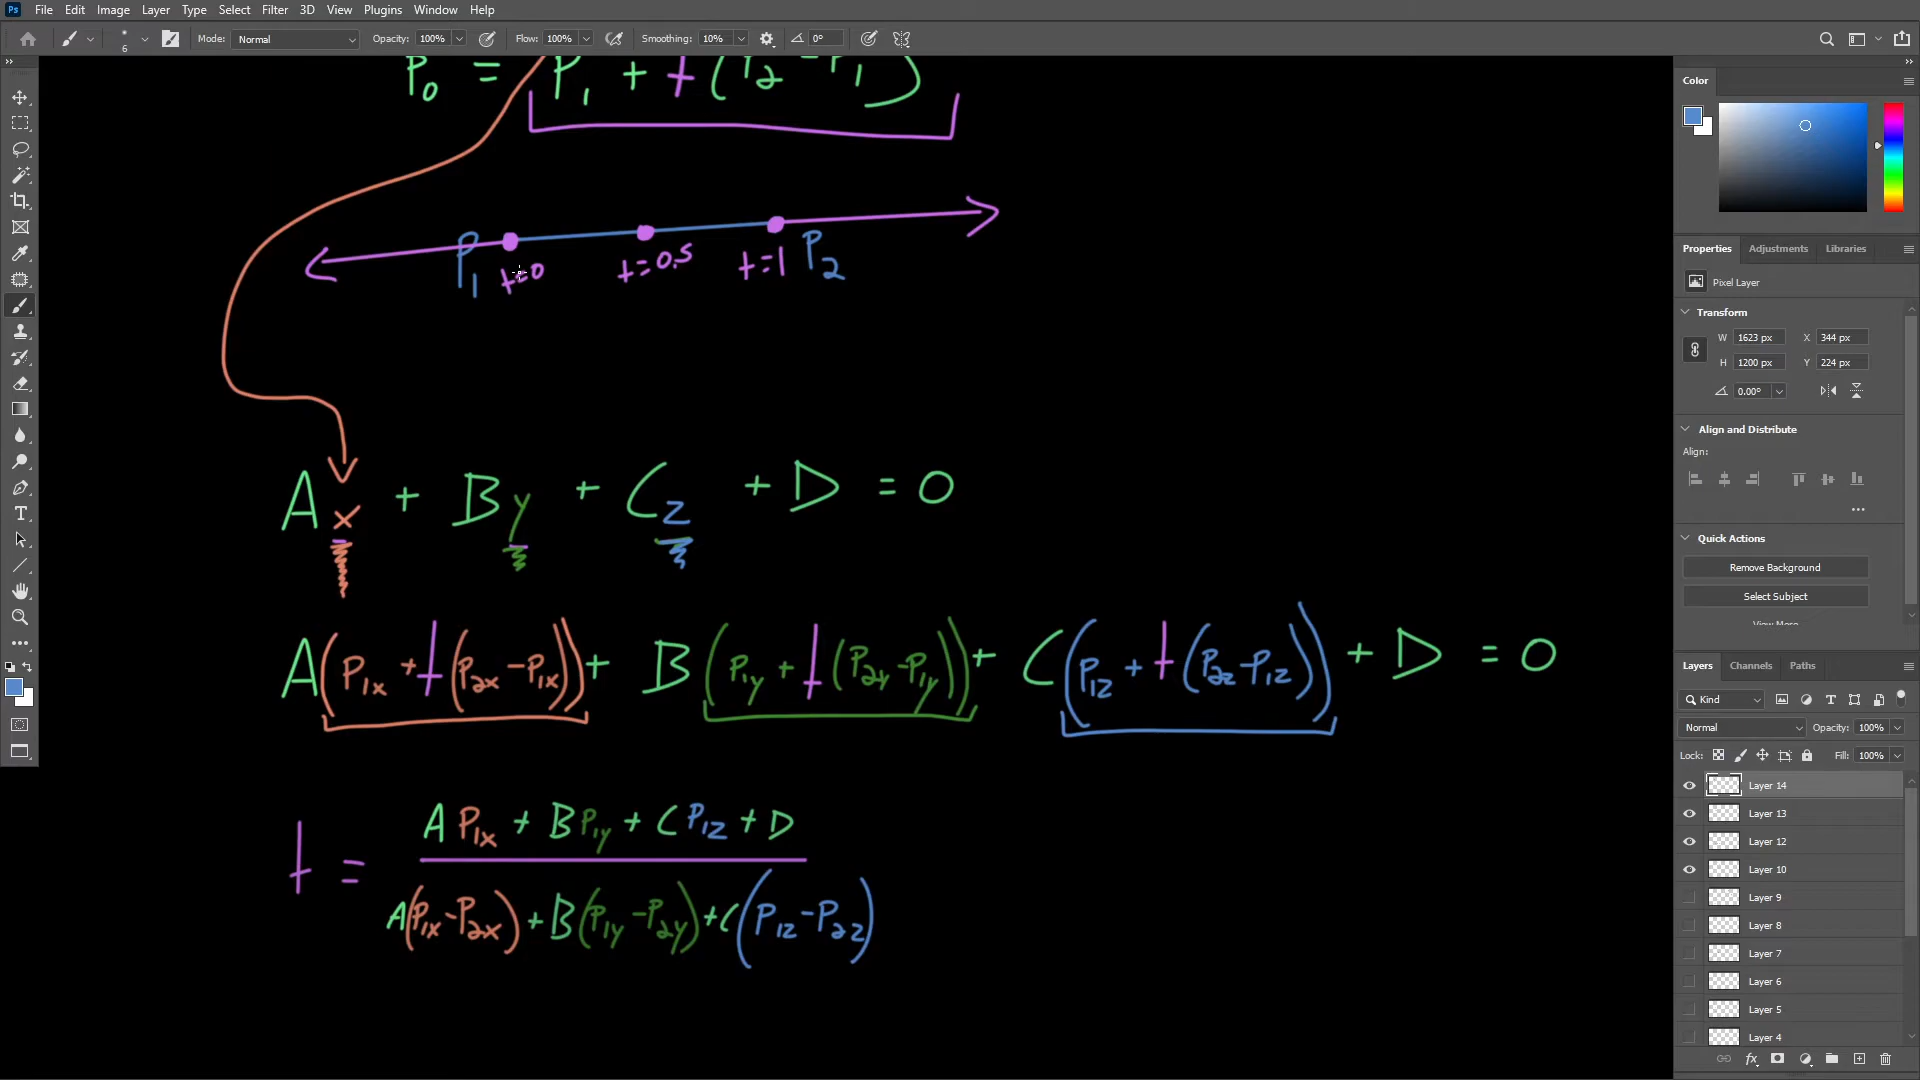 Ps File Edit Image Layer Type Select Filter 3D View Plugins Window Help
6 Mode: Normal Opacity: 100% Flow: 100% Smoothing: 10% 0°
P₀ = P₁ + t(P₂ - P₁)
P₁ t=0 t=0.5 t=1 P₂
Ax + By + Cz + D = 0
A(P₁x + t(P₂x - P₁x)) + B(P₁y + t(P₂y - P₁y)) + C(P₁z + t(P₂z - P₁z)) + D = 0
t =
AP₁x + BP₁y + CP₁z + D
A(P₁x - P₂x) + B(P₁y - P₂y) + C(P₁z - P₂z)
Color
Properties Adjustments Libraries
Pixel Layer
Transform
W 1623 px X 344 px
H 1200 px Y 224 px
0.00°
Align and Distribute
Align:
Quick Actions
Remove Background
Select Subject
View More
Layers Channels Paths
Kind
Normal Opacity: 100%
Lock: Fill: 100%
Layer 14
Layer 13
Layer 12
Layer 10
Layer 9
Layer 8
Layer 7
Layer 6
Layer 5
Layer 4
fx